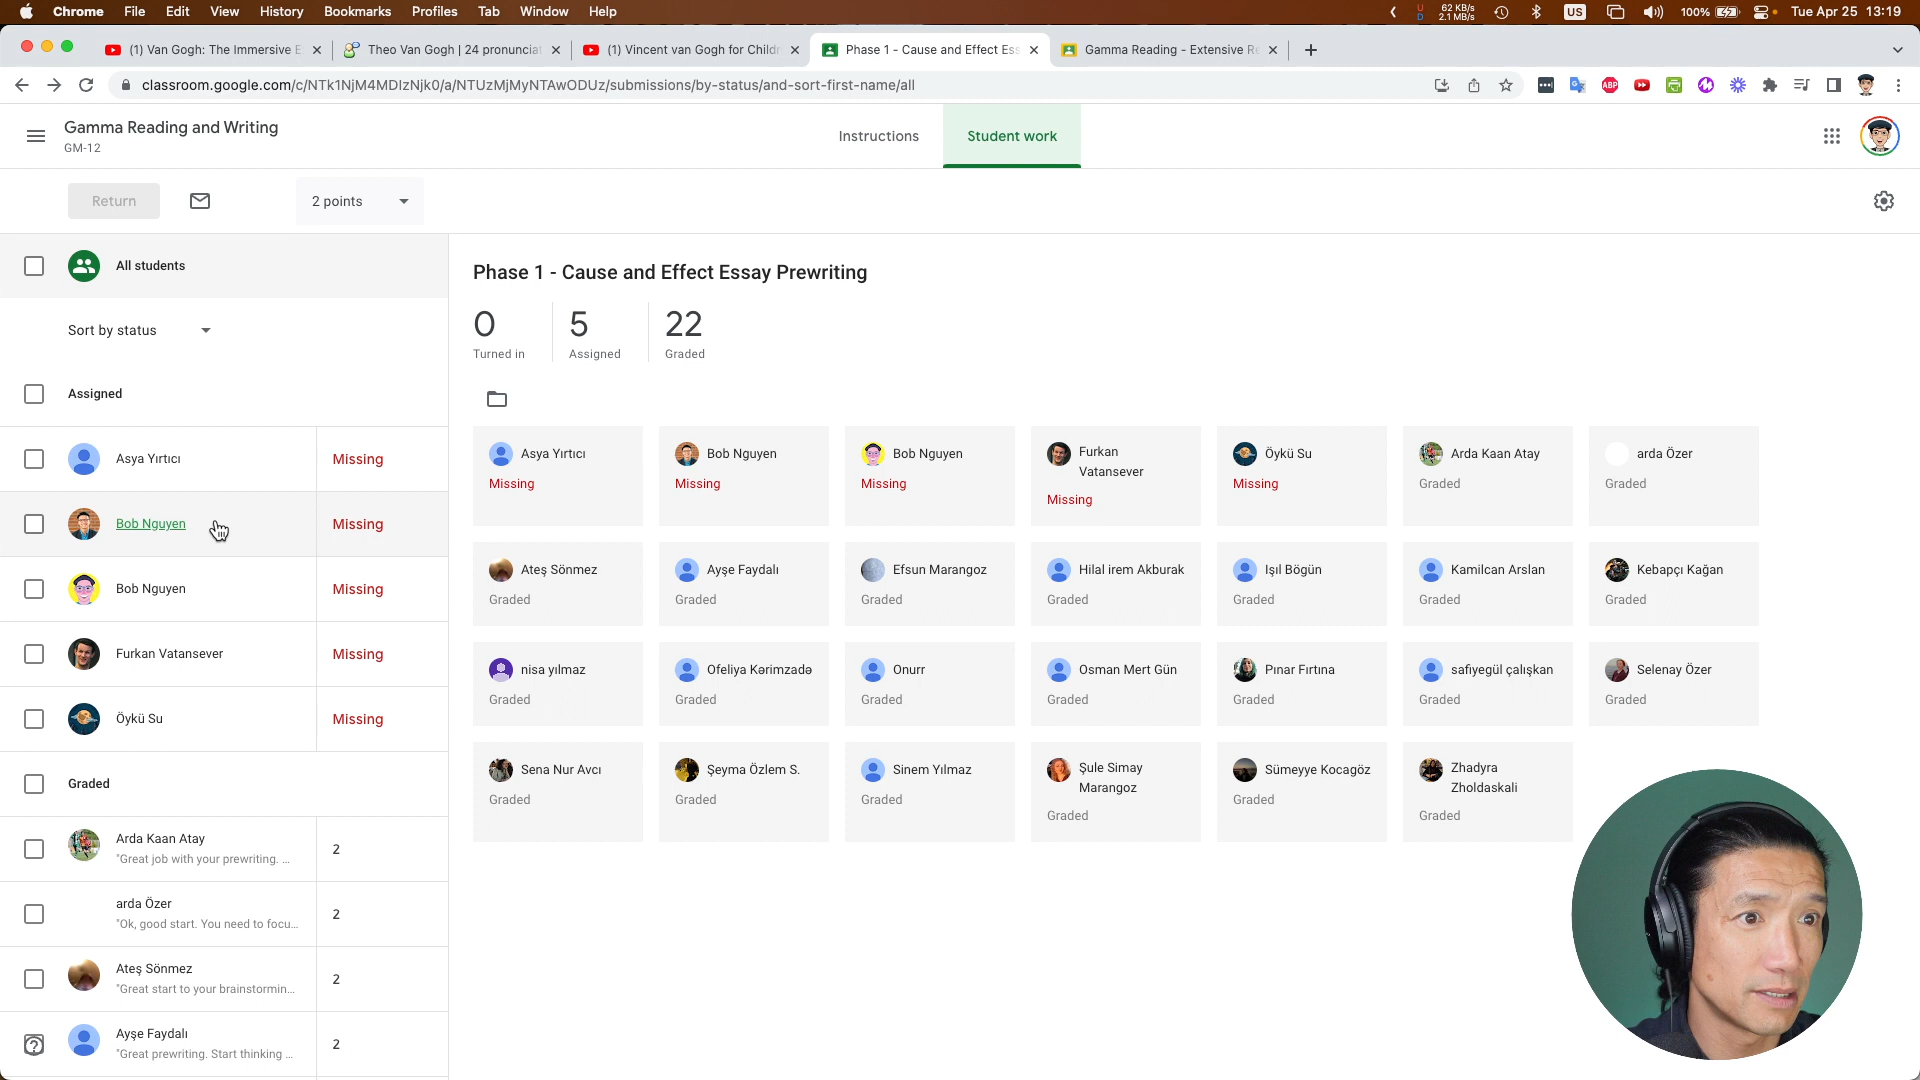 Chrome File Edit View History Bookmarks Profiles Tab Window Help
U 62 KB/s
D 2.1 MB/s
US 100% Tue Apr 25 13:19
(1) Van Gogh: The Immersive E
Theo Van Gogh | 24 pronunciat
(1) Vincent van Gogh for Childr
Phase 1 - Cause and Effect Ess
Gamma Reading - Extensive Re
classroom.google.com/c/NTk1NjM4MDIzNjk0/a/NTUzMjMyNTAwODUz/submissions/by-status/and-sort-first-name/all
ABP
Gamma Reading and Writing
GM-12
Instructions
Student work
Return
2 points
All students
Sort by status
Assigned
Asya Yırtıcı Missing
Bob Nguyen Missing
Bob Nguyen Missing
Furkan Vatansever Missing
Öykü Su Missing
Graded
Arda Kaan Atay
"Great job with your prewriting. ...
2
arda Özer
"Ok, good start. You need to focu...
2
Ateş Sönmez
"Great start to your brainstormin...
2
Ayşe Faydalı
"Great prewriting. Start thinking ...
2
Phase 1 - Cause and Effect Essay Prewriting
0 5 22
Turned in Assigned Graded
Asya Yırtıcı
Missing
Bob Nguyen
Missing
Bob Nguyen
Missing
Furkan
Vatansever
Missing
Öykü Su
Missing
Arda Kaan Atay
Graded
arda Özer
Graded
Ateş Sönmez
Graded
Ayşe Faydalı
Graded
Efsun Marangoz
Graded
Hilal irem Akburak
Graded
Işıl Bögün
Graded
Kamilcan Arslan
Graded
Kebapçı Kağan
Graded
nisa yılmaz
Graded
Ofeliya Kərimzadə
Graded
Onurr
Graded
Osman Mert Gün
Graded
Pınar Fırtına
Graded
safiyegül çalışkan
Graded
Selenay Özer
Graded
Sena Nur Avcı
Graded
Şeyma Özlem S.
Graded
Sinem Yılmaz
Graded
Şule Simay
Marangoz
Graded
Sümeyye Kocagöz
Graded
Zhadyra
Zholdaskali
Graded